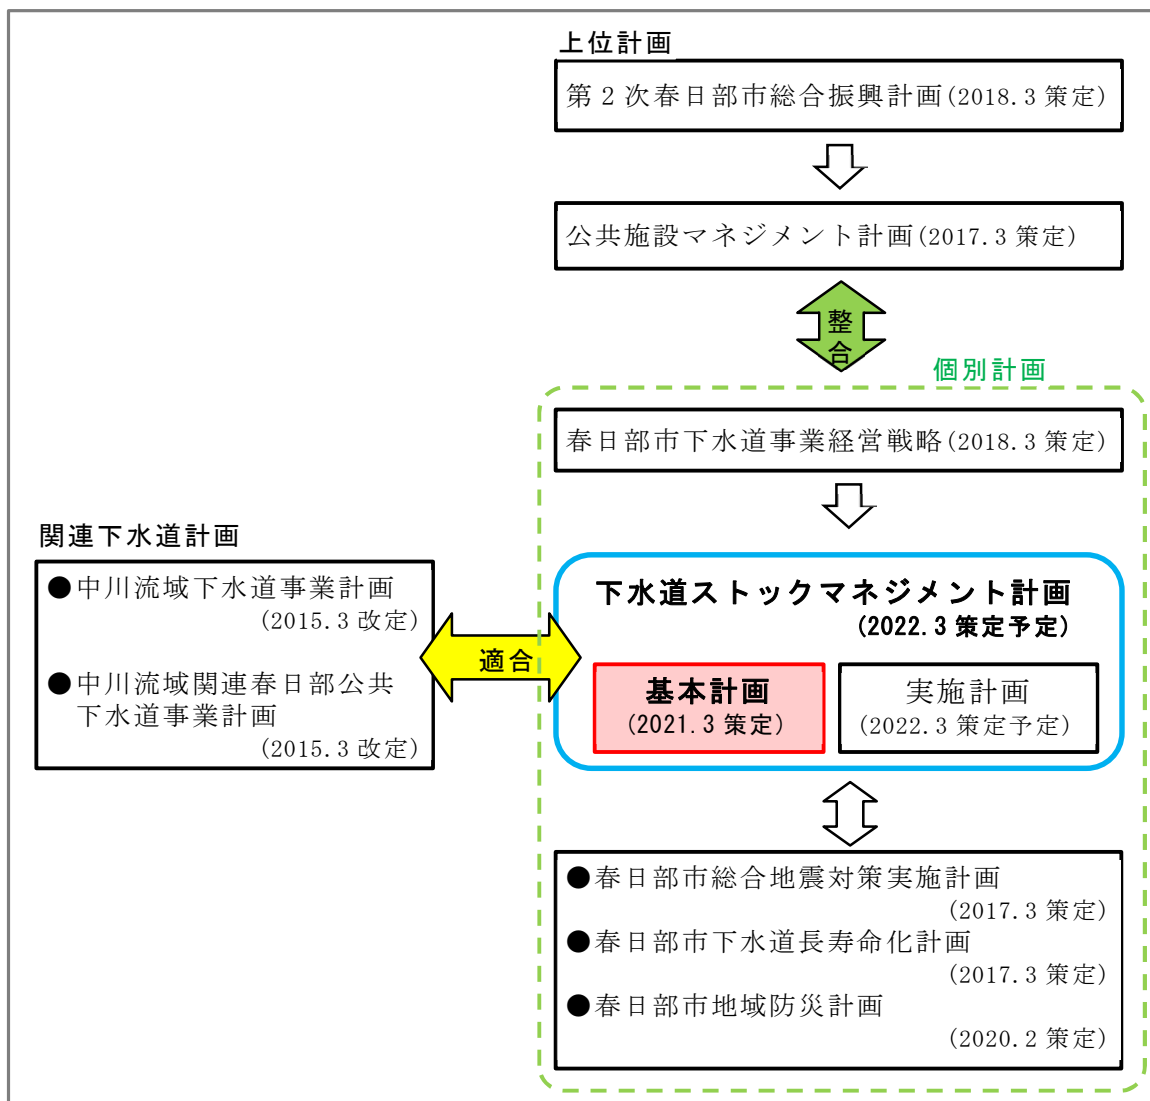 上位計画
第2次春日部市総合振興計画(2018.3 策定)
公共施設マネジメント計画(2017.3 策定)
整
合
個別計画
春日部市下水道事業経営戦略(2018.3 策定)
関連下水道計画
●中川流域下水道事業計画
(2015.3 改定)
●中川流域関連春日部公共
下水道事業計画
(2015.3 改定)
適合
下水道ストックマネジメント計画
(2022.3 策定予定)
基本計画
(2021.3 策定)
実施計画
(2022.3 策定予定)
●春日部市総合地震対策実施計画
(2017.3 策定)
●春日部市下水道長寿命化計画
(2017.3 策定)
●春日部市地域防災計画
(2020.2 策定)